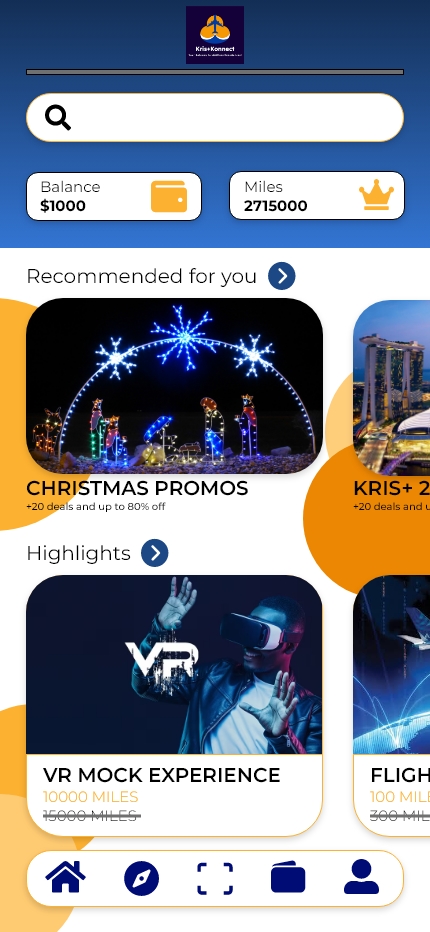 Kris+Konnect
Balance
$1000
Miles
2715000
Recommended for you
CHRISTMAS PROMOS
+20 deals and up to 80% off
KRIS+ 2
+20 deals and u
Highlights
VR
VR MOCK EXPERIENCE
10000 MILES
15000 MILES
FLIGH
100 MILE
300 MIL